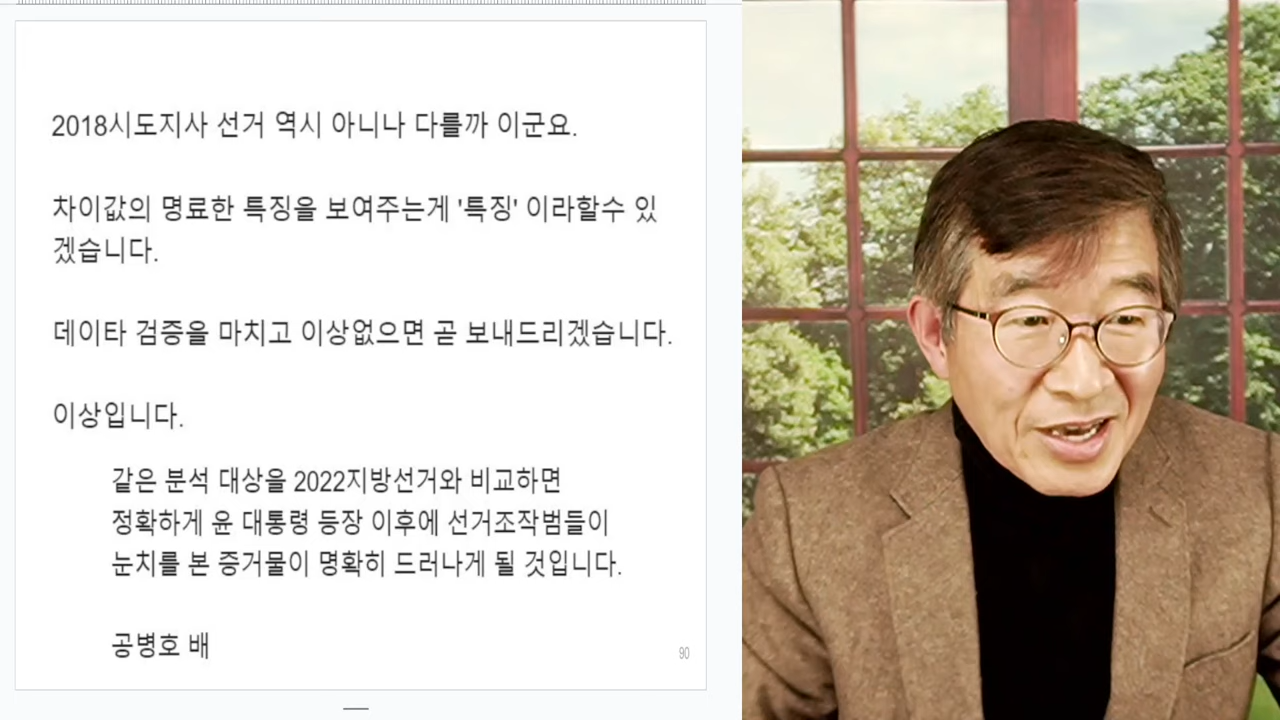 2018시도지사 선거 역시 아니나 다를까 이군요.
차이값의 명료한 특징을 보여주는게 '특징' 이라할수 있
겠습니다.
데이타 검증을 마치고 이상없으면 곧 보내드리겠습니다.
이상입니다.
같은 분석 대상을 2022지방선거와 비교하면
정확하게 윤 대통령 등장 이후에 선거조작범들이
눈치를 본 증거물이 명확히 드러나게 될 것입니다.
공병호 배
90